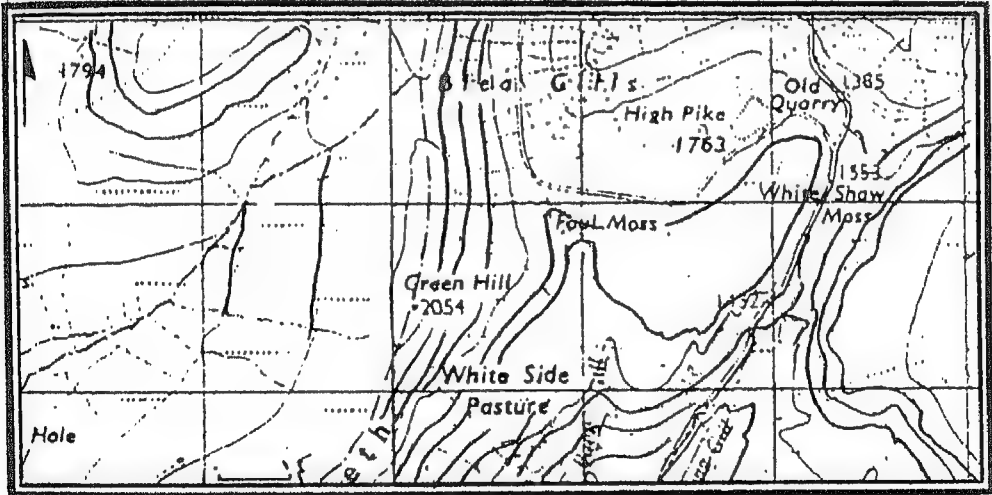 1794
High Pike
1763
Old
Quarry
1385
1553
White Shaw
Moss
Foul Moss
Green Hill
2054
White Side
Pasture
Hole